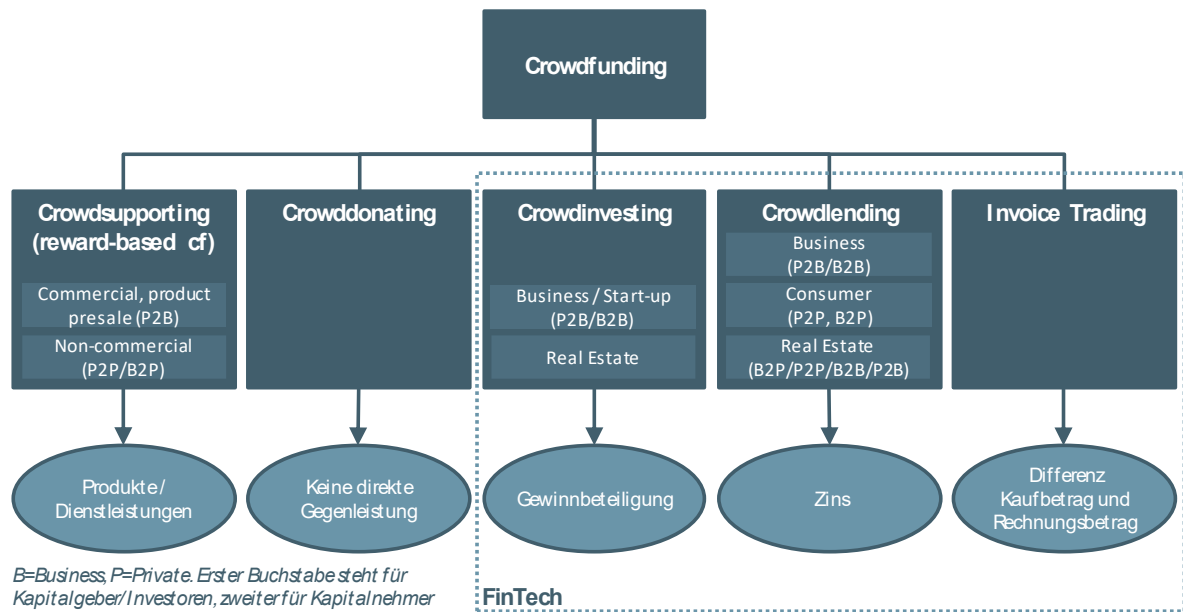 Crowdfunding
Crowdsupporting
(reward-based cf)
Commercial, product
presale (P2B)
Non-commercial
(P2P/B2P)
Crowddonating
Crowdinvesting
Business / Start-up
(P2B/B2B)
Real Estate
Crowdlending
Business
(P2B/B2B)
Consumer
(P2P, B2P)
Real Estate
(B2P/P2P/B2B/P2B)
Invoice Trading
Produkte/
Dienstleistungen
Keine direkte
Gegenleistung
Gewinnbeteiligung
Zins
Differenz
Kaufbetrag und
Rechnungsbetrag
B=Business, P=Private. Erster Buchstabe steht für
Kapitalgeber/Investoren, zweiter für Kapitalnehmer
FinTech